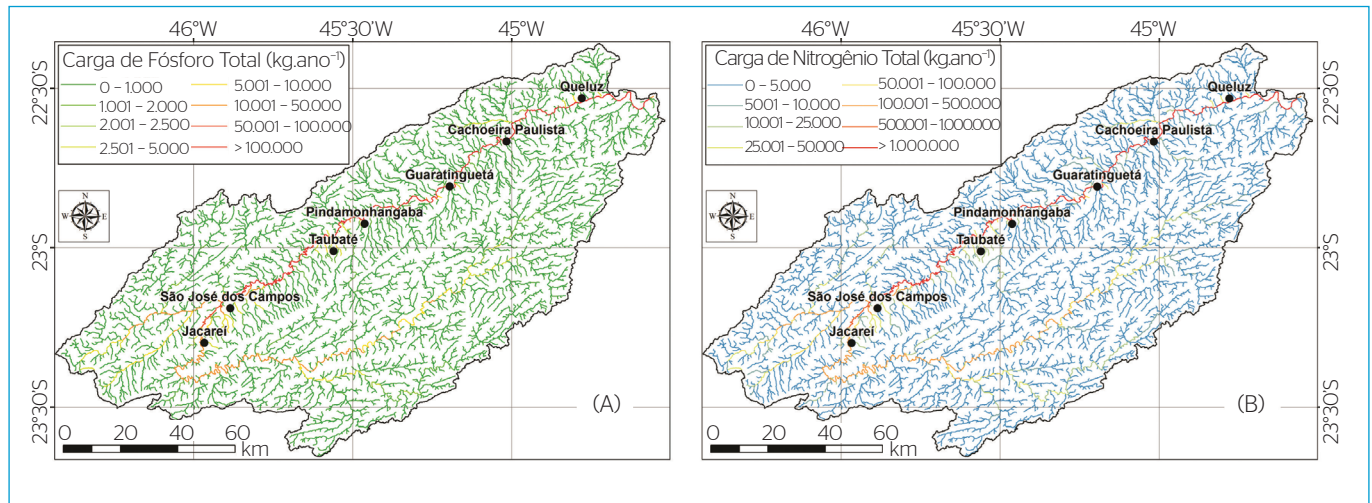 46°W 45°30W 45°W
Carga de Fósforo Total (kg.ano⁻¹)
0 – 1.000 5.001 – 10.000
1.001 – 2.000 10.001 – 50.000
2.001 – 2.500 50.001 – 100.000
2.501 – 5.000 > 100.000
22°30S
23°S
23°30S
N
W E
S
Queluz
Cachoeira Paulista
Guaratinguetá
Pindamonhangaba
Taubaté
São José dos Campos
Jacareí
(A)
0 20 40 60
km
46°W 45°30W 45°W
Carga de Nitrogênio Total (kg.ano⁻¹)
0 – 5.000 50.001 – 100.000
5001 – 10.000 100.001 – 500.000
10.001 – 25.000 500.001 – 1.000.000
25.001 – 50.000 > 1.000.000
22°30S
23°S
23°30S
N
W E
S
Queluz
Cachoeira Paulista
Guaratinguetá
Pindamonhangaba
Taubaté
São José dos Campos
Jacareí
(B)
0 20 40 60
km